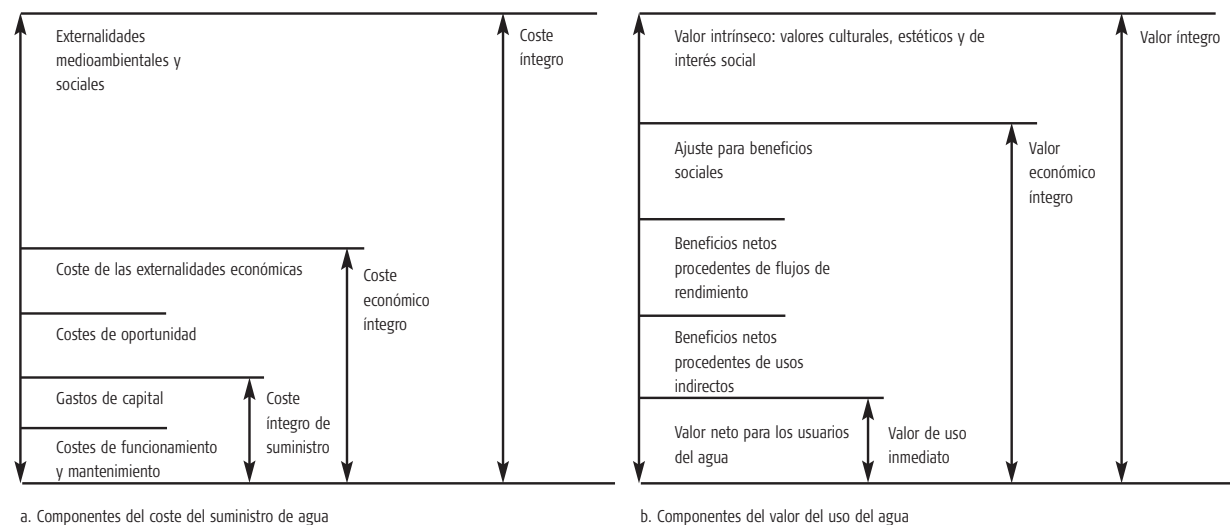 Externalidades
medioambientales y
sociales
Coste
íntegro
Coste de las externalidades económicas
Coste
económico
íntegro
Costes de oportunidad
Gastos de capital
Coste
íntegro de
suministro
Costes de funcionamiento
y mantenimiento
a. Componentes del coste del suministro de agua
Valor intrínseco: valores culturales, estéticos y de
interés social
Valor íntegro
Ajuste para beneficios
sociales
Valor
económico
íntegro
Beneficios netos
procedentes de flujos de
rendimiento
Beneficios netos
procedentes de usos
indirectos
Valor neto para los usuarios
del agua
Valor de uso
inmediato
b. Componentes del valor del uso del agua